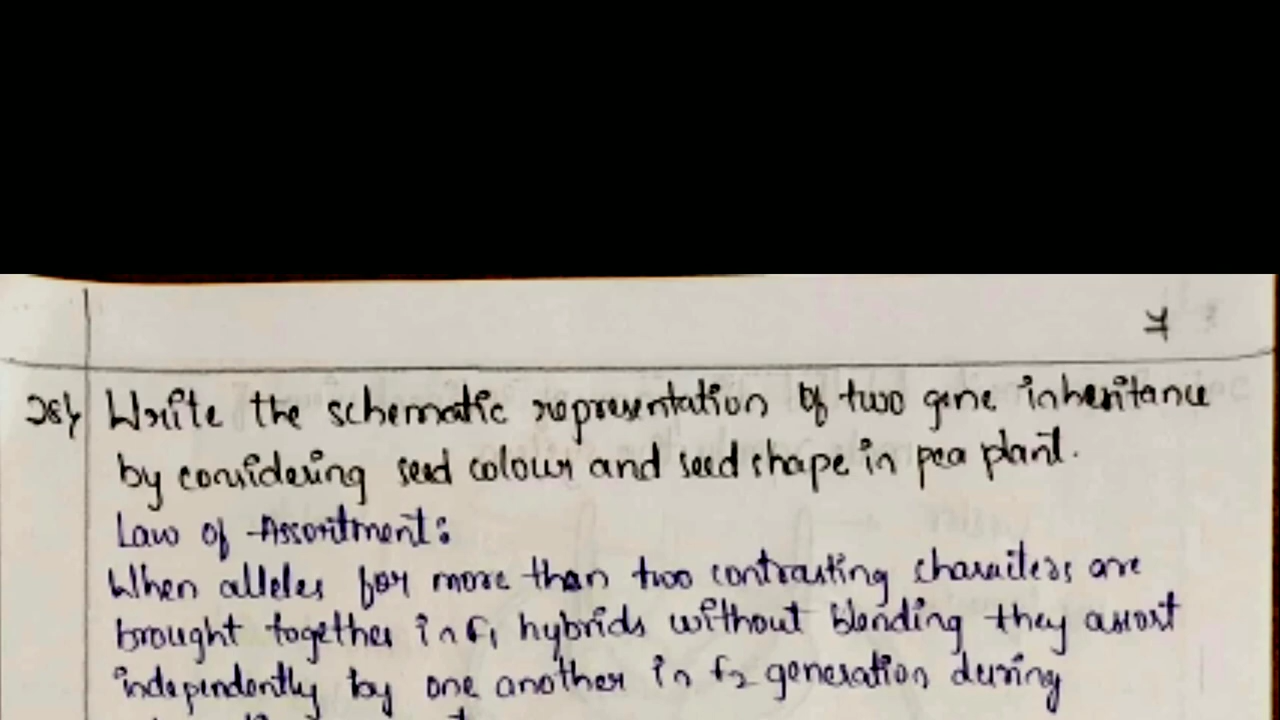 7
28) Write the schematic representation of two gene inheritance
by considering seed colour and seed shape in pea plant.
Law of Assortment:
When alleles for more than two contrasting characters are
brought together in F1 hybrids without blending they assort
independently by one another in F2 generation during